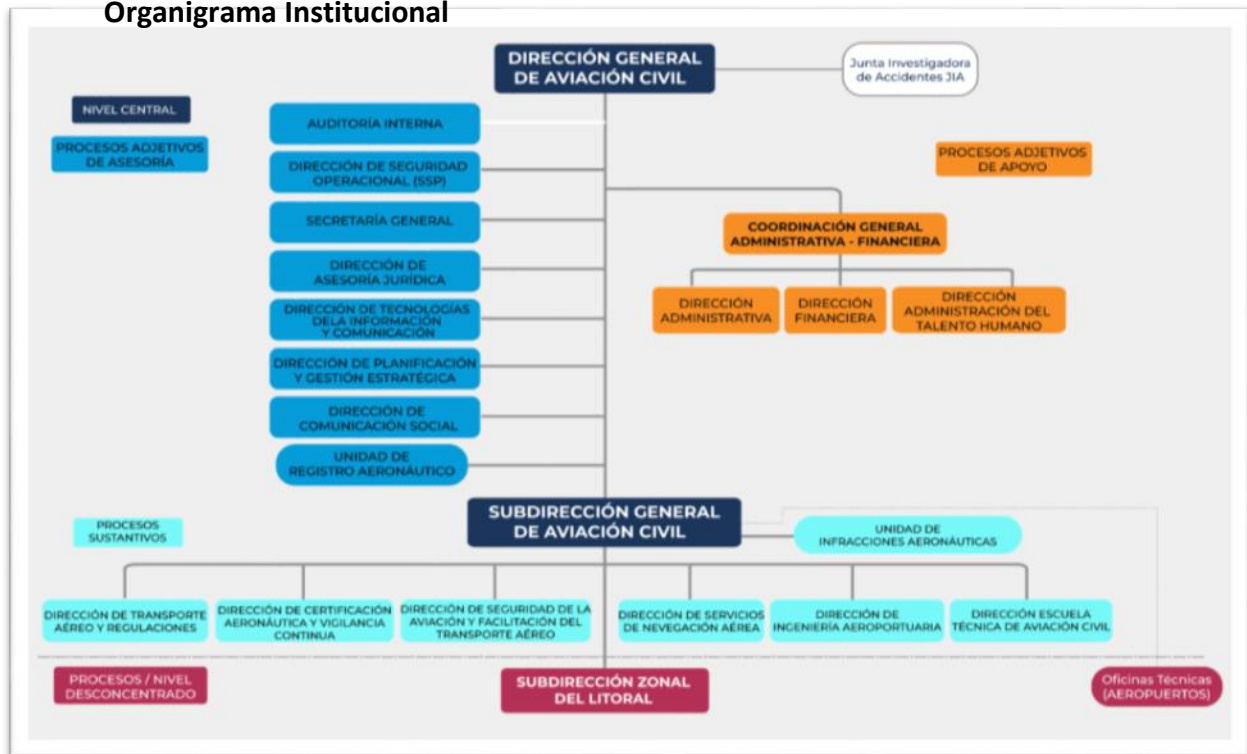 Organigrama Institucional
DIRECCIÓN GENERAL
DE AVIACIÓN CIVIL
Junta Investigadora
de Accidentes JIA
NIVEL CENTRAL
PROCESOS ADJETIVOS
DE ASESORÍA
AUDITORÍA INTERNA
DIRECCIÓN DE SEGURIDAD
OPERACIONAL (SSP)
SECRETARÍA GENERAL
DIRECCIÓN DE
ASESORÍA JURÍDICA
DIRECCIÓN DE TECNOLOGÍAS
DELA INFORMACIÓN
Y COMUNICACIÓN
DIRECCIÓN DE PLANIFICACIÓN
Y GESTIÓN ESTRATÉGICA
DIRECCIÓN DE
COMUNICACIÓN SOCIAL
UNIDAD DE
REGISTRO AERONÁUTICO
PROCESOS ADJETIVOS
DE APOYO
COORDINACIÓN GENERAL
ADMINISTRATIVA - FINANCIERA
DIRECCIÓN
ADMINISTRATIVA
DIRECCIÓN
FINANCIERA
DIRECCIÓN
ADMINISTRACIÓN DEL
TALENTO HUMANO
SUBDIRECCIÓN GENERAL
DE AVIACIÓN CIVIL
PROCESOS
SUSTANTIVOS
UNIDAD DE
INFRACCIONES AERONÁUTICAS
DIRECCIÓN DE TRANSPORTE
AÉREO Y REGULACIONES
DIRECCIÓN DE CERTIFICACIÓN
AERONÁUTICA Y VIGILANCIA
CONTINUA
DIRECCIÓN DE SEGURIDAD DE LA
AVIACIÓN Y FACILITACIÓN DEL
TRANSPORTE AÉREO
DIRECCIÓN DE SERVICIOS
DE NEVEGACIÓN AÉREA
DIRECCIÓN DE
INGENIERÍA AEROPORTUARIA
DIRECCIÓN ESCUELA
TÉCNICA DE AVIACIÓN CIVIL
PROCESOS / NIVEL
DESCONCENTRADO
SUBDIRECCIÓN ZONAL
DEL LITORAL
Oficinas Técnicas
(AEROPUERTOS)